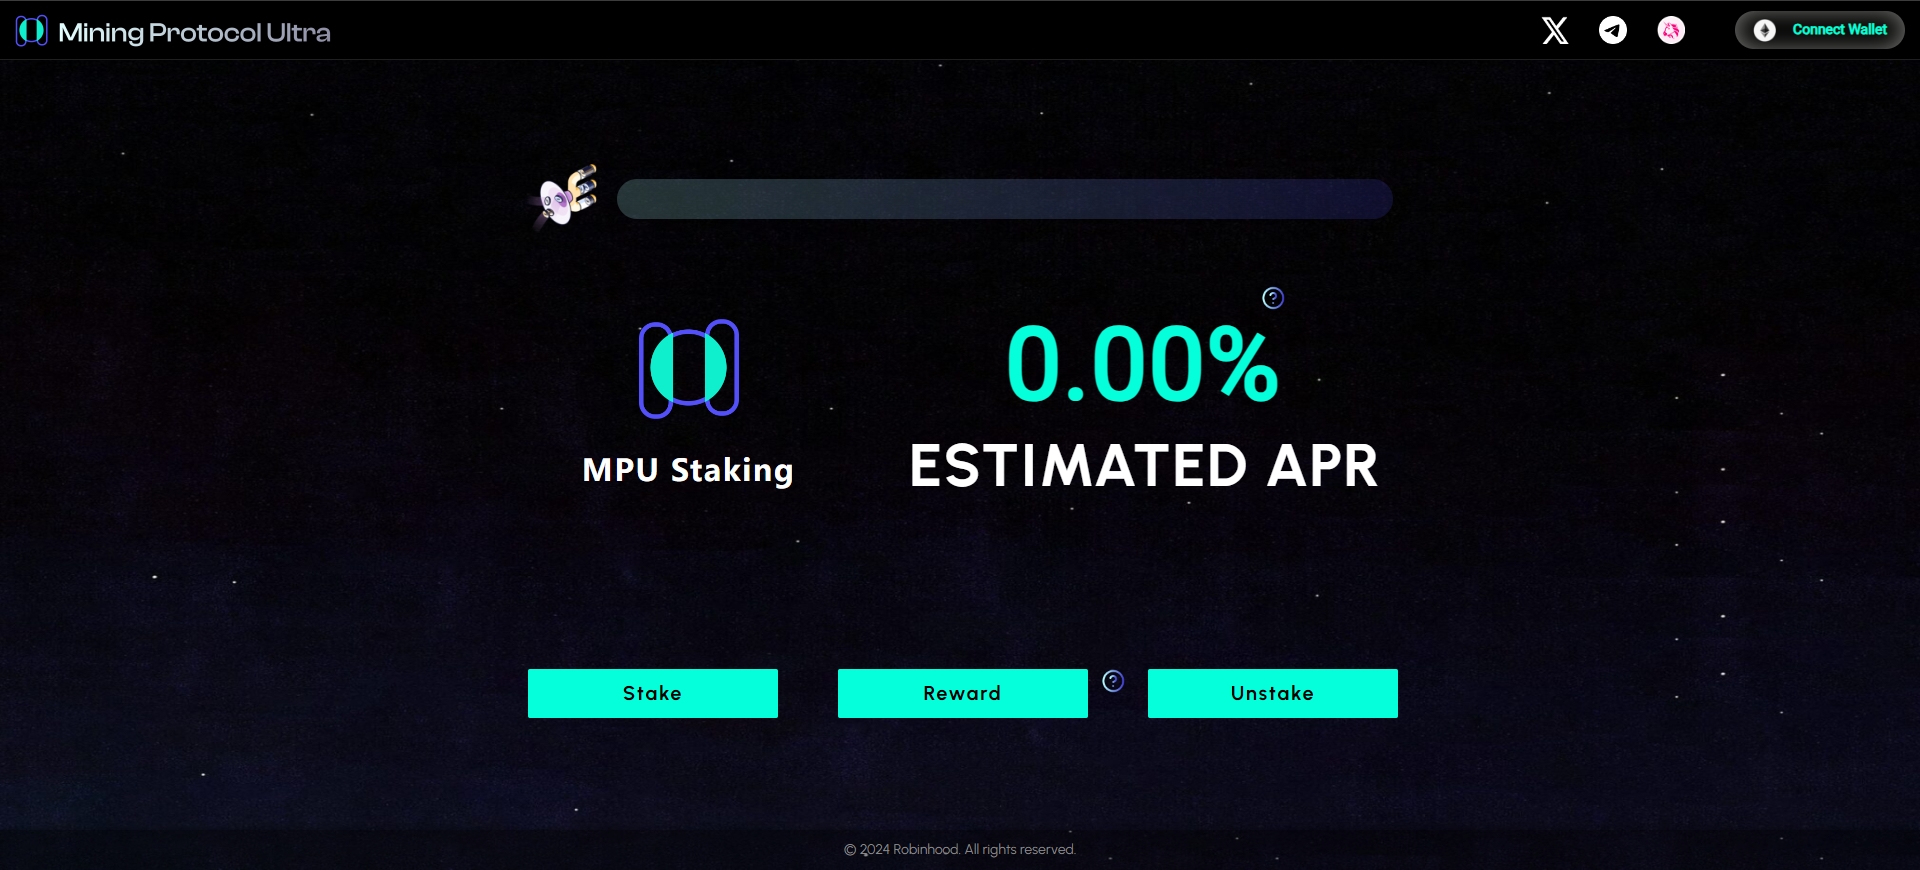 Mining Protocol Ultra
Connect Wallet
?
0.00%
MPU Staking
ESTIMATED APR
Stake
Reward
?
Unstake
© 2024 Robinhood. All rights reserved.